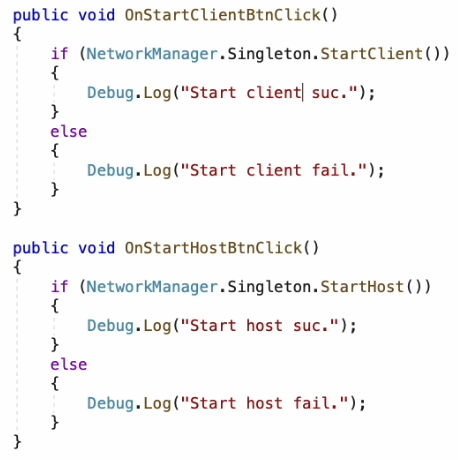 public void OnStartClientBtnClick()
{
    if (NetworkManager.Singleton.StartClient())
    {
        Debug.Log("Start client suc.");
    }
    else
    {
        Debug.Log("Start client fail.");
    }
}

public void OnStartHostBtnClick()
{
    if (NetworkManager.Singleton.StartHost())
    {
        Debug.Log("Start host suc.");
    }
    else
    {
        Debug.Log("Start host fail.");
    }
}